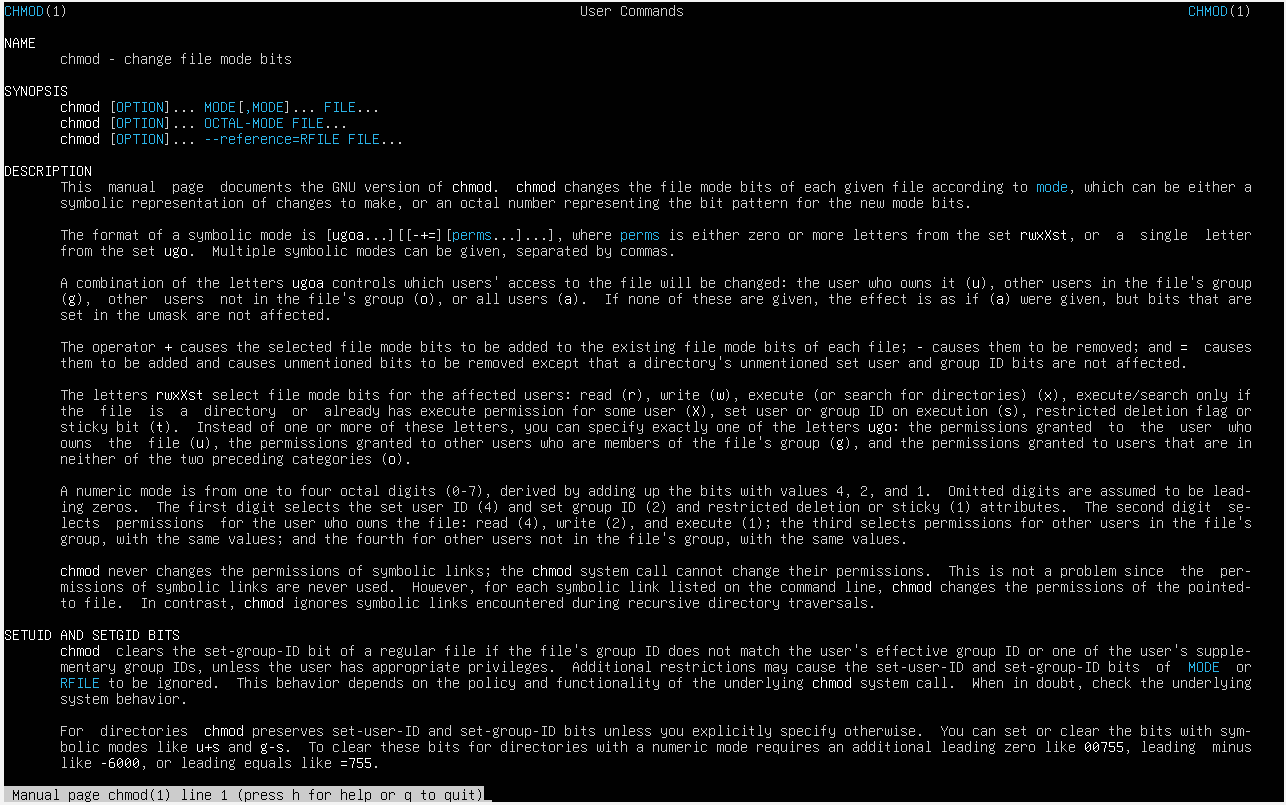 CHMOD(1) User Commands CHMOD(1)
NAME
chmod - change file mode bits
SYNOPSIS
chmod [OPTION]... MODE[,MODE]... FILE...
chmod [OPTION]... OCTAL-MODE FILE...
chmod [OPTION]... --reference=RFILE FILE...
DESCRIPTION
This manual page documents the GNU version of chmod. chmod changes the file mode bits of each given file according to mode, which can be either a
symbolic representation of changes to make, or an octal number representing the bit pattern for the new mode bits.
The format of a symbolic mode is [ugoa...][[-+=][perms...]...], where perms is either zero or more letters from the set rwxXst, or a single letter
from the set ugo. Multiple symbolic modes can be given, separated by commas.
A combination of the letters ugoa controls which users' access to the file will be changed: the user who owns it (u), other users in the file's group
(g), other users not in the file's group (o), or all users (a). If none of these are given, the effect is as if (a) were given, but bits that are
set in the umask are not affected.
The operator + causes the selected file mode bits to be added to the existing file mode bits of each file; - causes them to be removed; and = causes
them to be added and causes unmentioned bits to be removed except that a directory's unmentioned set user and group ID bits are not affected.
The letters rwxXst select file mode bits for the affected users: read (r), write (w), execute (or search for directories) (x), execute/search only if
the file is a directory or already has execute permission for some user (X), set user or group ID on execution (s), restricted deletion flag or
sticky bit (t). Instead of one or more of these letters, you can specify exactly one of the letters ugo: the permissions granted to the user who
owns the file (u), the permissions granted to other users who are members of the file's group (g), and the permissions granted to users that are in
neither of the two preceding categories (o).
A numeric mode is from one to four octal digits (0-7), derived by adding up the bits with values 4, 2, and 1. Omitted digits are assumed to be lead-
ing zeros. The first digit selects the set user ID (4) and set group ID (2) and restricted deletion or sticky (1) attributes. The second digit se-
lects permissions for the user who owns the file: read (4), write (2), and execute (1); the third selects permissions for other users in the file's
group, with the same values; and the fourth for other users not in the file's group, with the same values.
chmod never changes the permissions of symbolic links; the chmod system call cannot change their permissions. This is not a problem since the per-
missions of symbolic links are never used. However, for each symbolic link listed on the command line, chmod changes the permissions of the pointed-
to file. In contrast, chmod ignores symbolic links encountered during recursive directory traversals.
SETUID AND SETGID BITS
chmod clears the set-group-ID bit of a regular file if the file's group ID does not match the user's effective group ID or one of the user's supple-
mentary group IDs, unless the user has appropriate privileges. Additional restrictions may cause the set-user-ID and set-group-ID bits of MODE or
RFILE to be ignored. This behavior depends on the policy and functionality of the underlying chmod system call. When in doubt, check the underlying
system behavior.
For directories chmod preserves set-user-ID and set-group-ID bits unless you explicitly specify otherwise. You can set or clear the bits with sym-
bolic modes like u+s and g-s. To clear these bits for directories with a numeric mode requires an additional leading zero like 00755, leading minus
like -6000, or leading equals like =755.
Manual page chmod(1) line 1 (press h for help or q to quit)